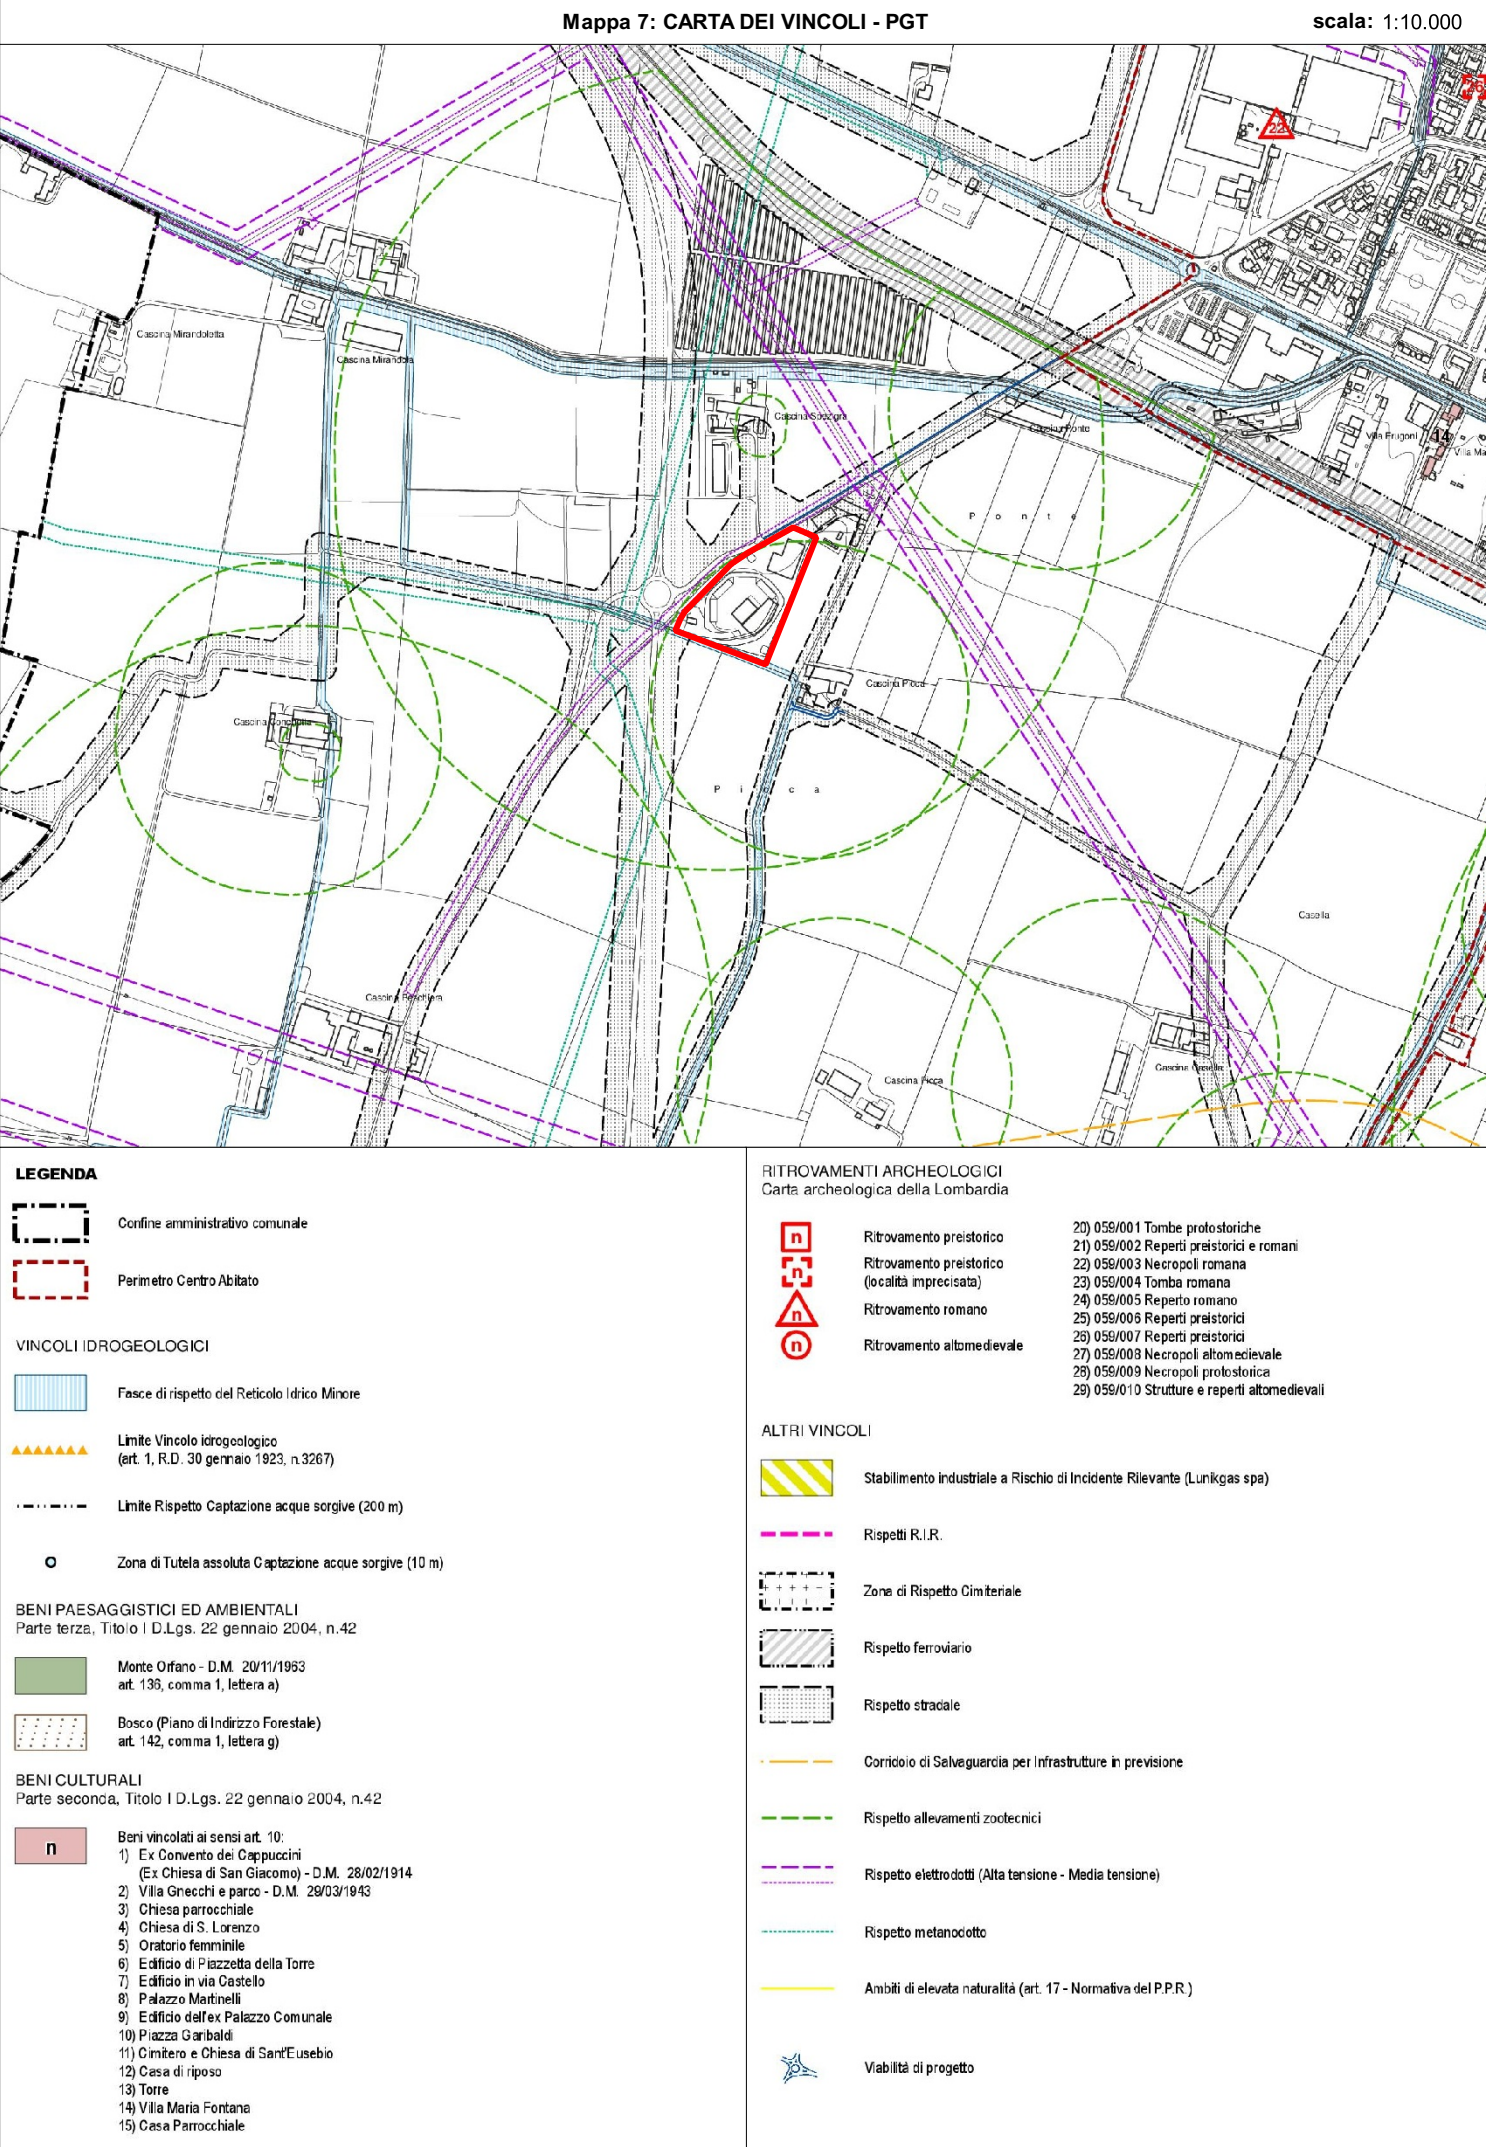 Mappa 7: CARTA DEI VINCOLI - PGT
scala: 1:10.000
22
26
Cascina Mirandoletta
Cascina Mirandola
Cascina Spezigra
Cascina Ponte
Villa Frugoni
14
Villa Ma
P o n t e
Cascina Picca
Cascina Conchetta
P i c c a
Casella
Cascina Peschiera
Cascina Casella
Cascina Picca
LEGENDA
Confine amministrativo comunale
Perimetro Centro Abitato
VINCOLI IDROGEOLOGICI
Fasce di rispetto del Reticolo Idrico Minore
Limite Vincolo idrogeologico
(art. 1, R.D. 30 gennaio 1923, n.3267)
Limite Rispetto Captazione acque sorgive (200 m)
Zona di Tutela assoluta Captazione acque sorgive (10 m)
BENI PAESAGGISTICI ED AMBIENTALI
Parte terza, Titolo I D.Lgs. 22 gennaio 2004, n.42
Monte Orfano - D.M. 20/11/1963
art. 136, comma 1, lettera a)
Bosco (Piano di Indirizzo Forestale)
art. 142, comma 1, lettera g)
BENI CULTURALI
Parte seconda, Titolo I D.Lgs. 22 gennaio 2004, n.42
n
Beni vincolati ai sensi art. 10:
1) Ex Convento dei Cappuccini
(Ex Chiesa di San Giacomo) - D.M. 28/02/1914
2) Villa Gnecchi e parco - D.M. 29/03/1943
3) Chiesa parrocchiale
4) Chiesa di S. Lorenzo
5) Oratorio femminile
6) Edificio di Piazzetta della Torre
7) Edificio in via Castello
8) Palazzo Martinelli
9) Edificio dell'ex Palazzo Comunale
10) Piazza Garibaldi
11) Cimitero e Chiesa di Sant'Eusebio
12) Casa di riposo
13) Torre
14) Villa Maria Fontana
15) Casa Parrocchiale
RITROVAMENTI ARCHEOLOGICI
Carta archeologica della Lombardia
n
Ritrovamento preistorico
n
Ritrovamento preistorico
(località imprecisata)
n
Ritrovamento romano
n
Ritrovamento altomedievale
20) 059/001 Tombe protostoriche
21) 059/002 Reperti preistorici e romani
22) 059/003 Necropoli romana
23) 059/004 Tomba romana
24) 059/005 Reperto romano
25) 059/006 Reperti preistorici
26) 059/007 Reperti preistorici
27) 059/008 Necropoli altomedievale
28) 059/009 Necropoli protostorica
29) 059/010 Strutture e reperti altomedievali
ALTRI VINCOLI
Stabilimento industriale a Rischio di Incidente Rilevante (Lunikgas spa)
Rispetti R.I.R.
Zona di Rispetto Cimiteriale
Rispetto ferroviario
Rispetto stradale
Corridoio di Salvaguardia per Infrastrutture in previsione
Rispetto allevamenti zootecnici
Rispetto elettrodotti (Alta tensione - Media tensione)
Rispetto metanodotto
Ambiti di elevata naturalità (art. 17 - Normativa del P.P.R.)
Viabilità di progetto